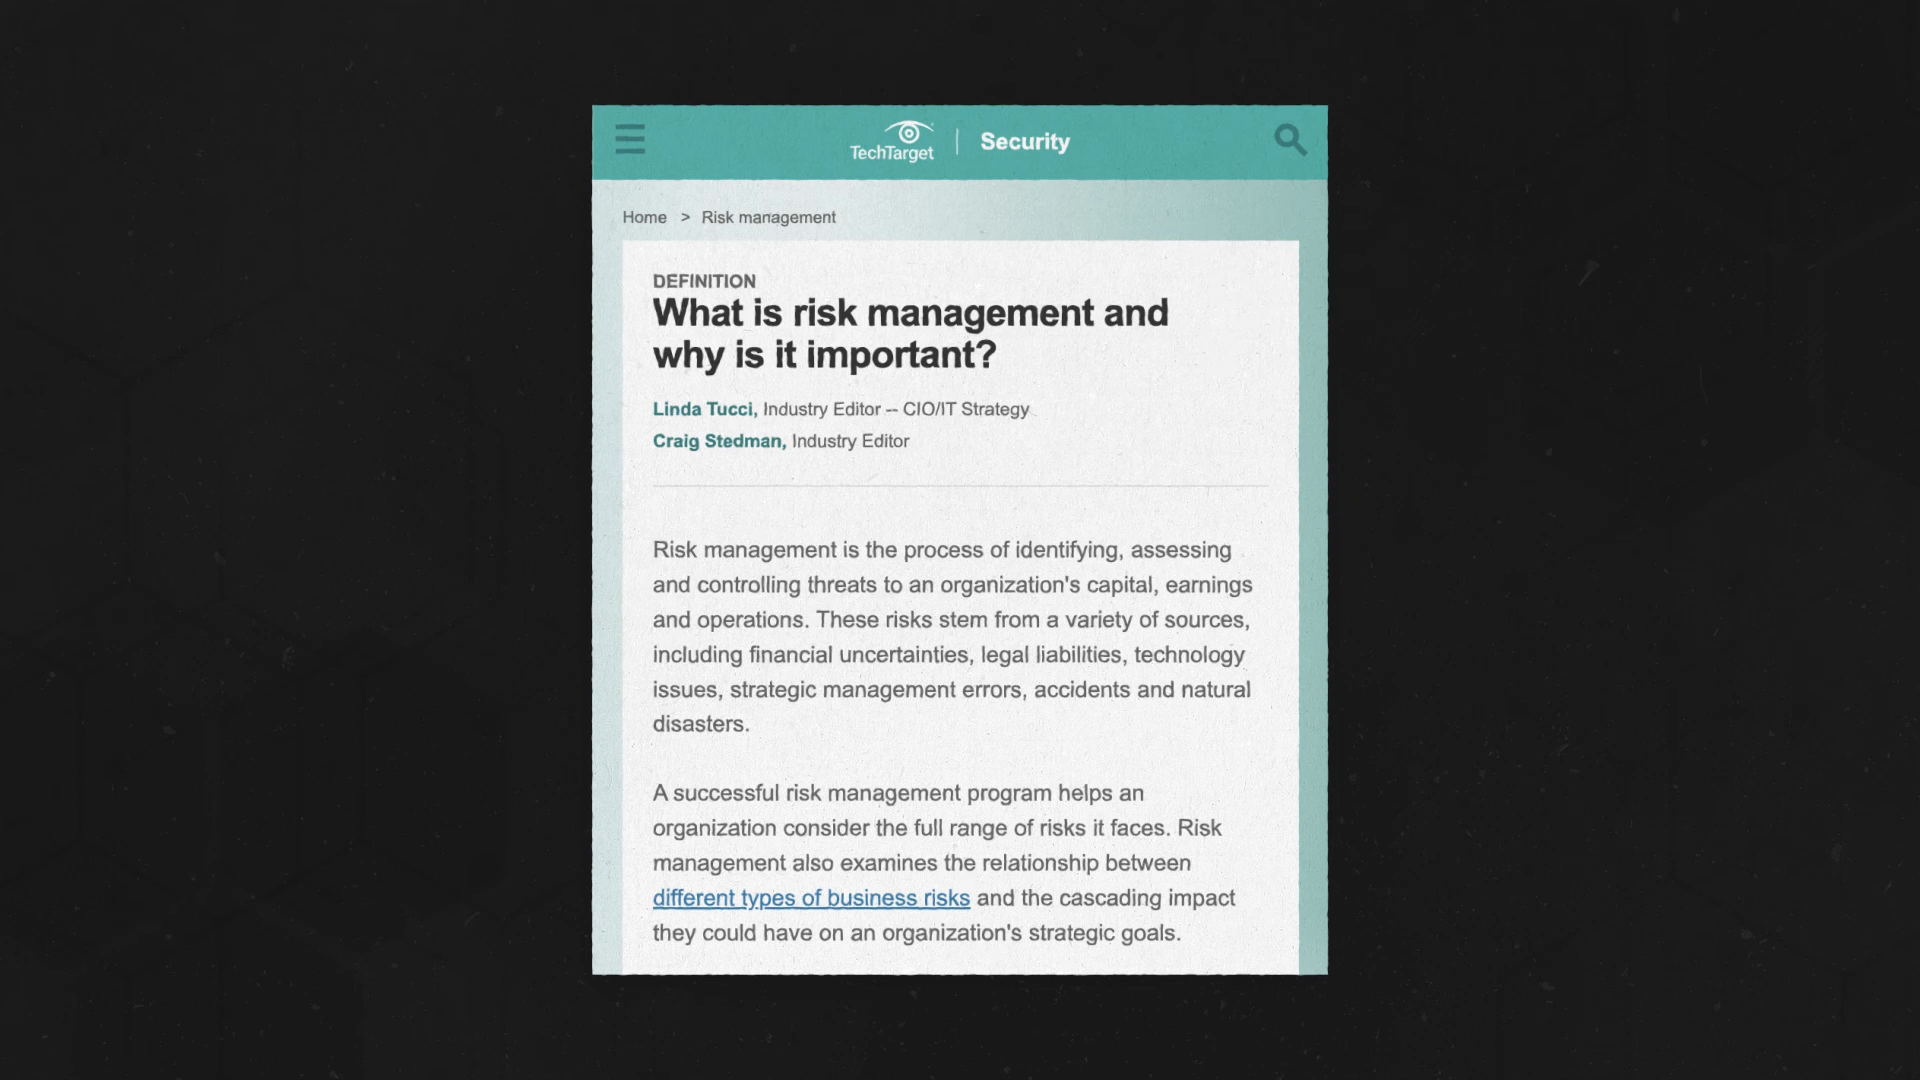 TechTarget | Security
Home > Risk management
DEFINITION
What is risk management and
why is it important?
Linda Tucci, Industry Editor -- CIO/IT Strategy
Craig Stedman, Industry Editor
Risk management is the process of identifying, assessing
and controlling threats to an organization's capital, earnings
and operations. These risks stem from a variety of sources,
including financial uncertainties, legal liabilities, technology
issues, strategic management errors, accidents and natural
disasters.
A successful risk management program helps an
organization consider the full range of risks it faces. Risk
management also examines the relationship between
different types of business risks and the cascading impact
they could have on an organization's strategic goals.